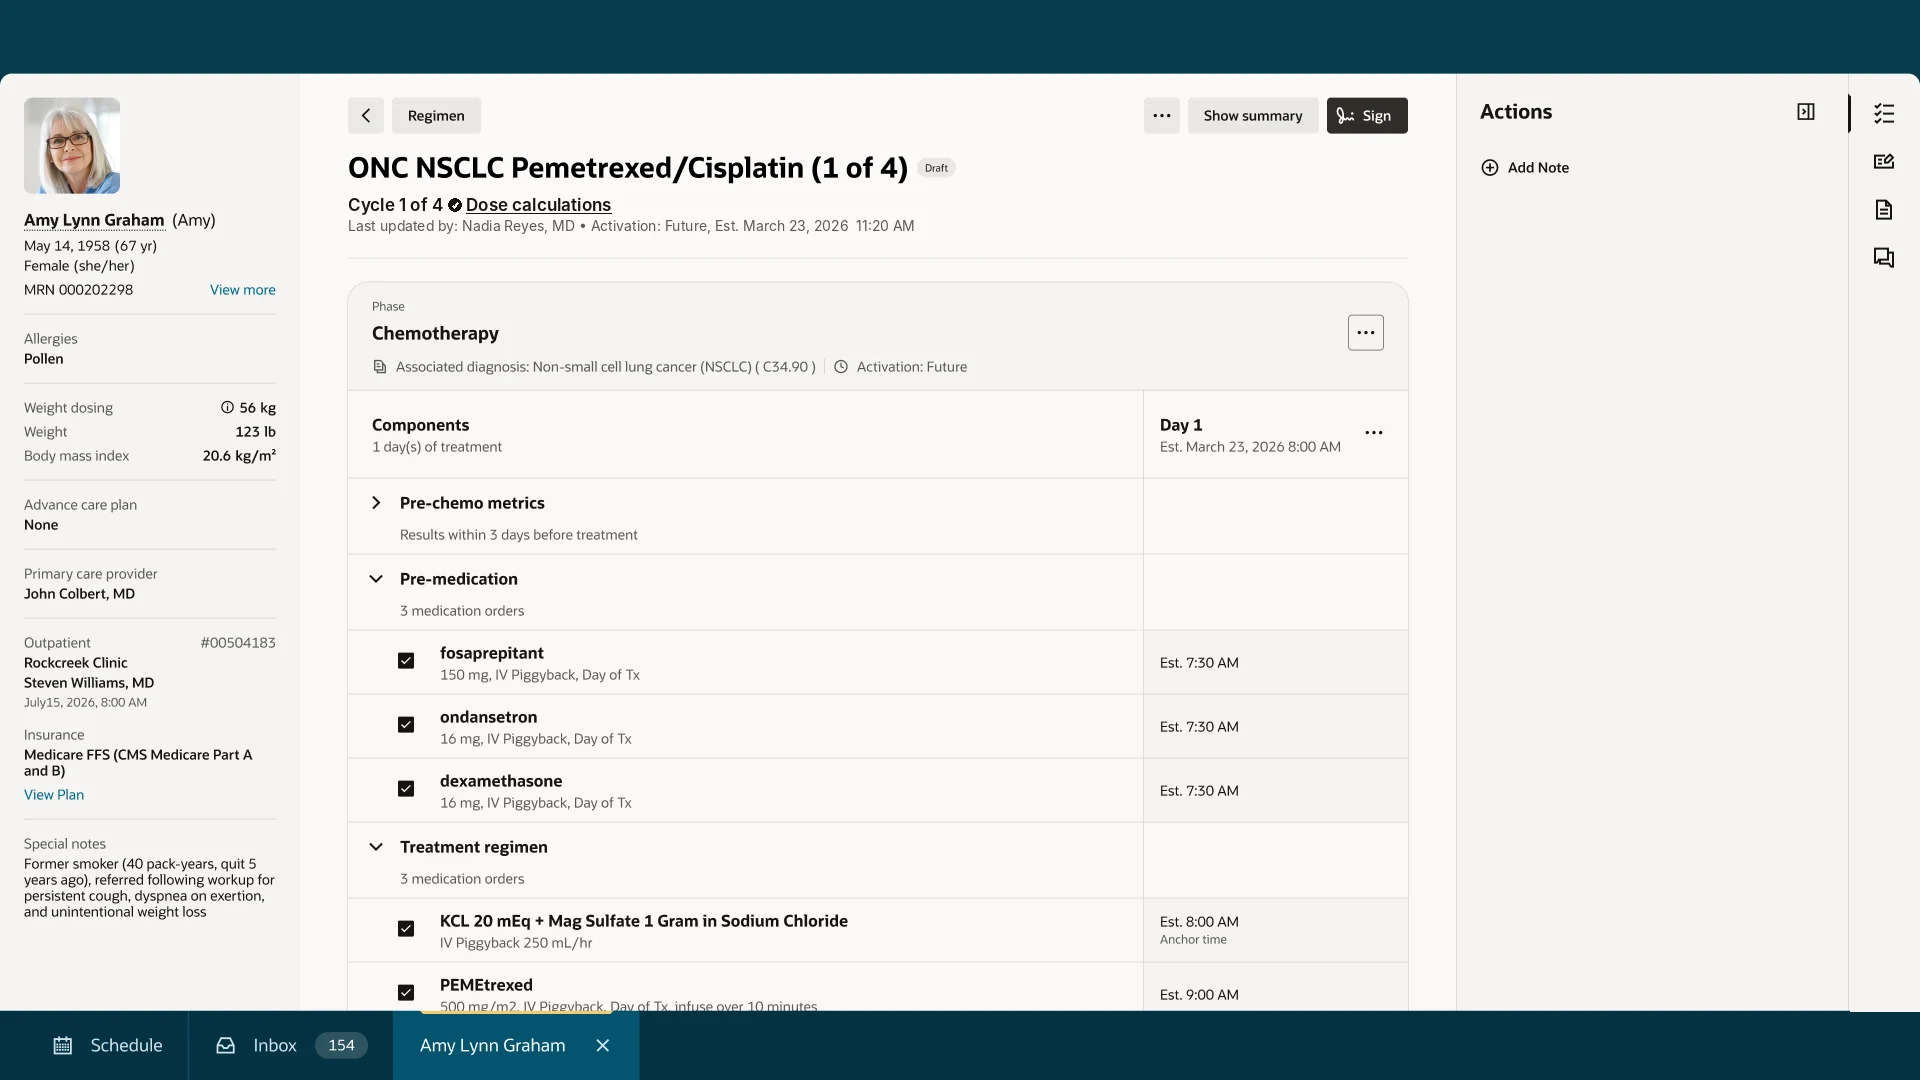 Amy Lynn Graham (Amy)
May 14, 1958 (67 yr)
Female (she/her)
MRN 000202298 View more
Allergies
Pollen
Weight dosing 56 kg
Weight 123 lb
Body mass index 20.6 kg/m²
Advance care plan
None
Primary care provider
John Colbert, MD
Outpatient #00504183
Rockcreek Clinic
Steven Williams, MD
July15, 2026, 8:00 AM
Insurance
Medicare FFS (CMS Medicare Part A
and B)
View Plan
Special notes
Former smoker (40 pack-years, quit 5
years ago), referred following workup for
persistent cough, dyspnea on exertion,
and unintentional weight loss
Regimen
Show summary
Sign
ONC NSCLC Pemetrexed/Cisplatin (1 of 4) Draft
Cycle 1 of 4 Dose calculations
Last updated by: Nadia Reyes, MD • Activation: Future, Est. March 23, 2026 11:20 AM
Phase
Chemotherapy
Associated diagnosis: Non-small cell lung cancer (NSCLC) ( C34.90 ) Activation: Future
Components
1 day(s) of treatment
Day 1
Est. March 23, 2026 8:00 AM
Pre-chemo metrics
Results within 3 days before treatment
Pre-medication
3 medication orders
fosaprepitant
150 mg, IV Piggyback, Day of Tx
Est. 7:30 AM
ondansetron
16 mg, IV Piggyback, Day of Tx
Est. 7:30 AM
dexamethasone
16 mg, IV Piggyback, Day of Tx
Est. 7:30 AM
Treatment regimen
3 medication orders
KCL 20 mEq + Mag Sulfate 1 Gram in Sodium Chloride
IV Piggyback 250 mL/hr
Est. 8:00 AM
Anchor time
PEMEtrexed
500 mg/m2, IV Piggyback, Day of Tx, infuse over 10 minutes
Est. 9:00 AM
Actions
Add Note
Schedule
Inbox 154
Amy Lynn Graham